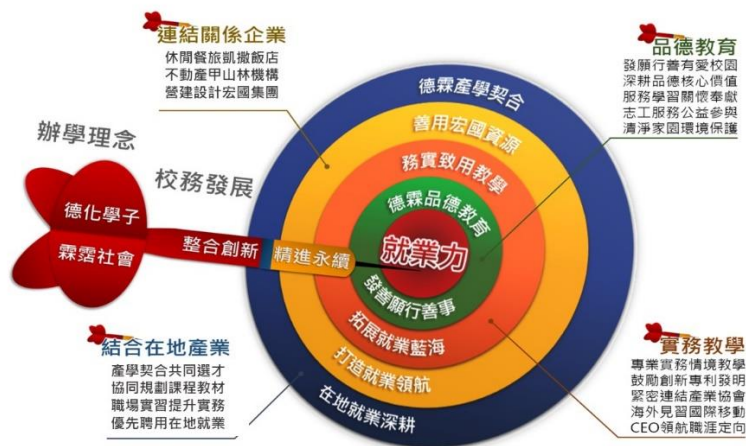 連結關係企業
休閒餐旅凱撒飯店
不動產甲山林機構
營建設計宏國集團
品德教育
發願行善有愛校園
深耕品德核心價值
服務學習關懷奉獻
志工服務公益參與
清淨家園環境保護
辦學理念
校務發展
德化學子
霖霑社會
整合創新
精進永續
德霖產學契合
善用宏國資源
務實致用教學
德霖品德教育
就業力
發善願行善事
拓展就業藍海
打造就業領航
在地就業深耕
結合在地產業
產學契合共同選才
協同規劃課程教材
職場實習提升實務
優先聘用在地就業
實務教學
專業實務情境教學
鼓勵創新專利發明
緊密連結產業協會
海外見習國際移動
CEO領航職涯定向